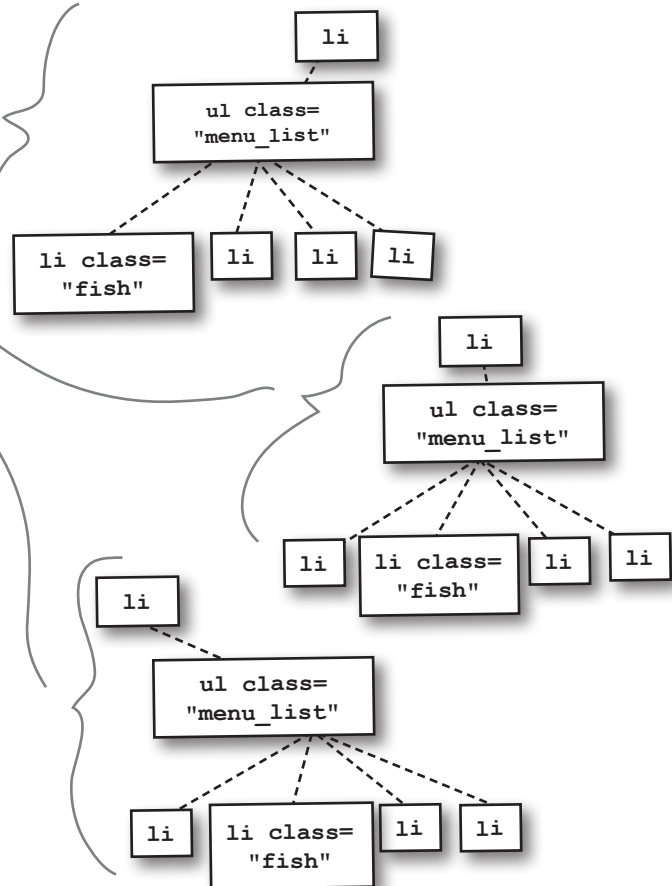 li
ul class=
"menu_list"
li class=
"fish"
li
li
li
li
ul class=
"menu_list"
li
li class=
"fish"
li
li
li
ul class=
"menu_list"
li
li class=
"fish"
li
li